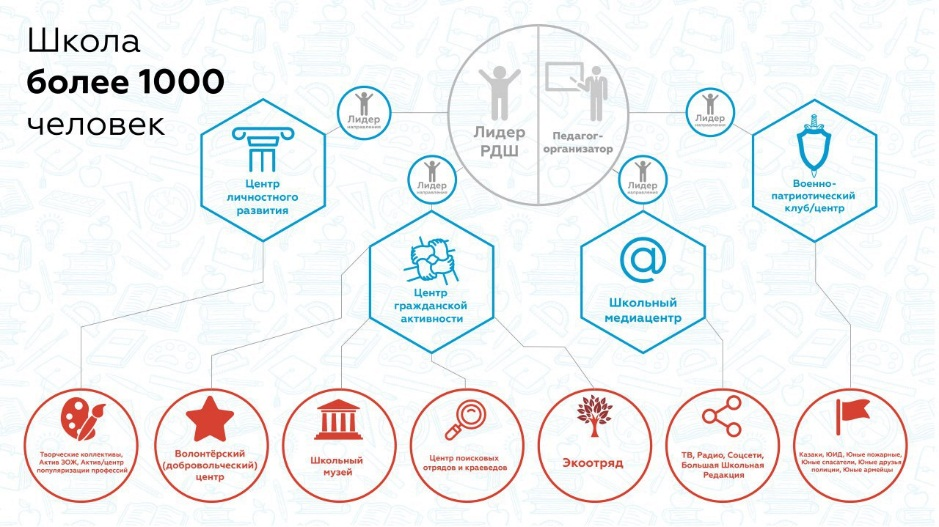 Школа
более 1000
человек
Лидер
направления
Лидер
РДШ
Педагог-
организатор
Лидер
направления
Центр
личностного
развития
Лидер
направления
Лидер
направления
Военно-
патриотический
клуб/центр
Центр
гражданской
активности
Школьный
медиацентр
Творческие коллективы,
Актив ЗОЖ, Актив/центр
популяризации профессий
Волонтёрский
(добровольческий)
центр
Школьный
музей
Центр поисковых
отрядов и краеведов
Экоотряд
ТВ, Радио, Соцсети,
Большая Школьная
Редакция
Казаки, ЮИД, Юные пожарные,
Юные спасатели, Юные друзья
полиции, Юные армейцы